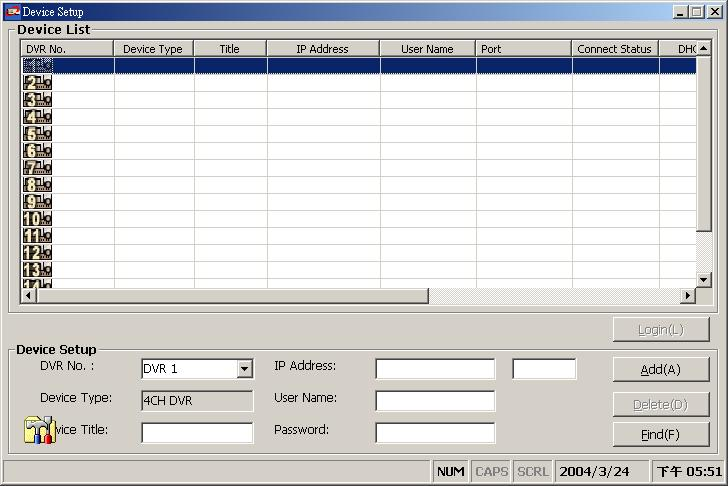 Device Setup
Device List
DVR No. Device Type Title IP Address User Name Port Connect Status DHC
1
2
3
4
5
6
7
8
9
10
11
12
13
14
Login(L)
Device Setup
DVR No. : DVR 1 IP Address: Add(A)
Device Type: 4CH DVR User Name: Delete(D)
vice Title: Password: Find(F)
NUM CAPS SCRL 2004/3/24 下午 05:51